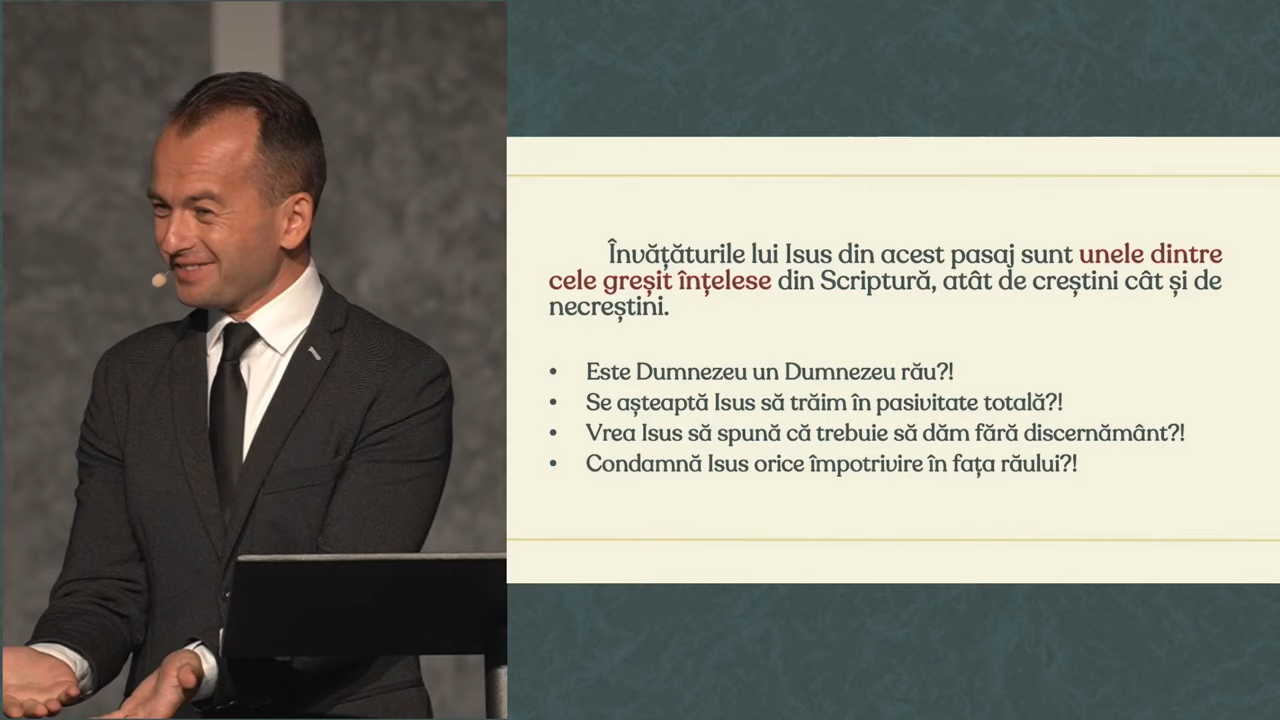 Învățăturile lui Isus din acest pasaj sunt unele dintre
cele greșit înțelese din Scriptură, atât de creștini cât și de
necreștini.
• Este Dumnezeu un Dumnezeu rău?!
• Se așteaptă Isus să trăim în pasivitate totală?!
• Vrea Isus să spună că trebuie să dăm fără discernământ?!
• Condamnă Isus orice împotrivire în fața răului?!